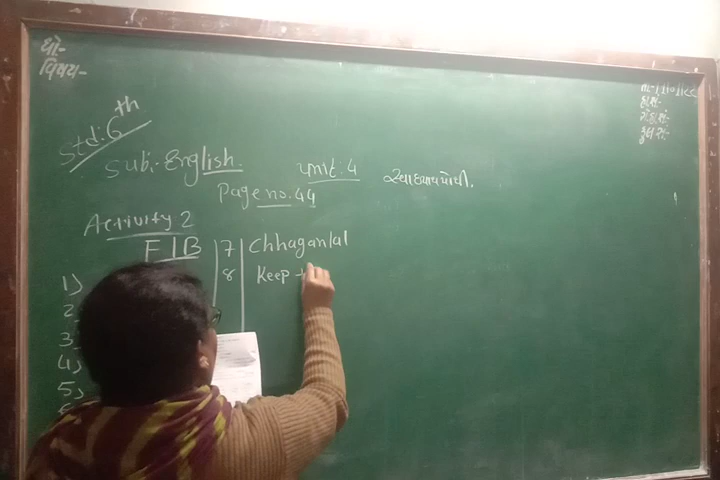 ધો-
વિષય-
Std: 6th
Sub:- English.
Unit: 4
સ્વાધ્યાયપોથી.
Page no. 44
Activity 2
FIB
7 Chhaganlal
8 Keep
1)
2
3
4)
5)